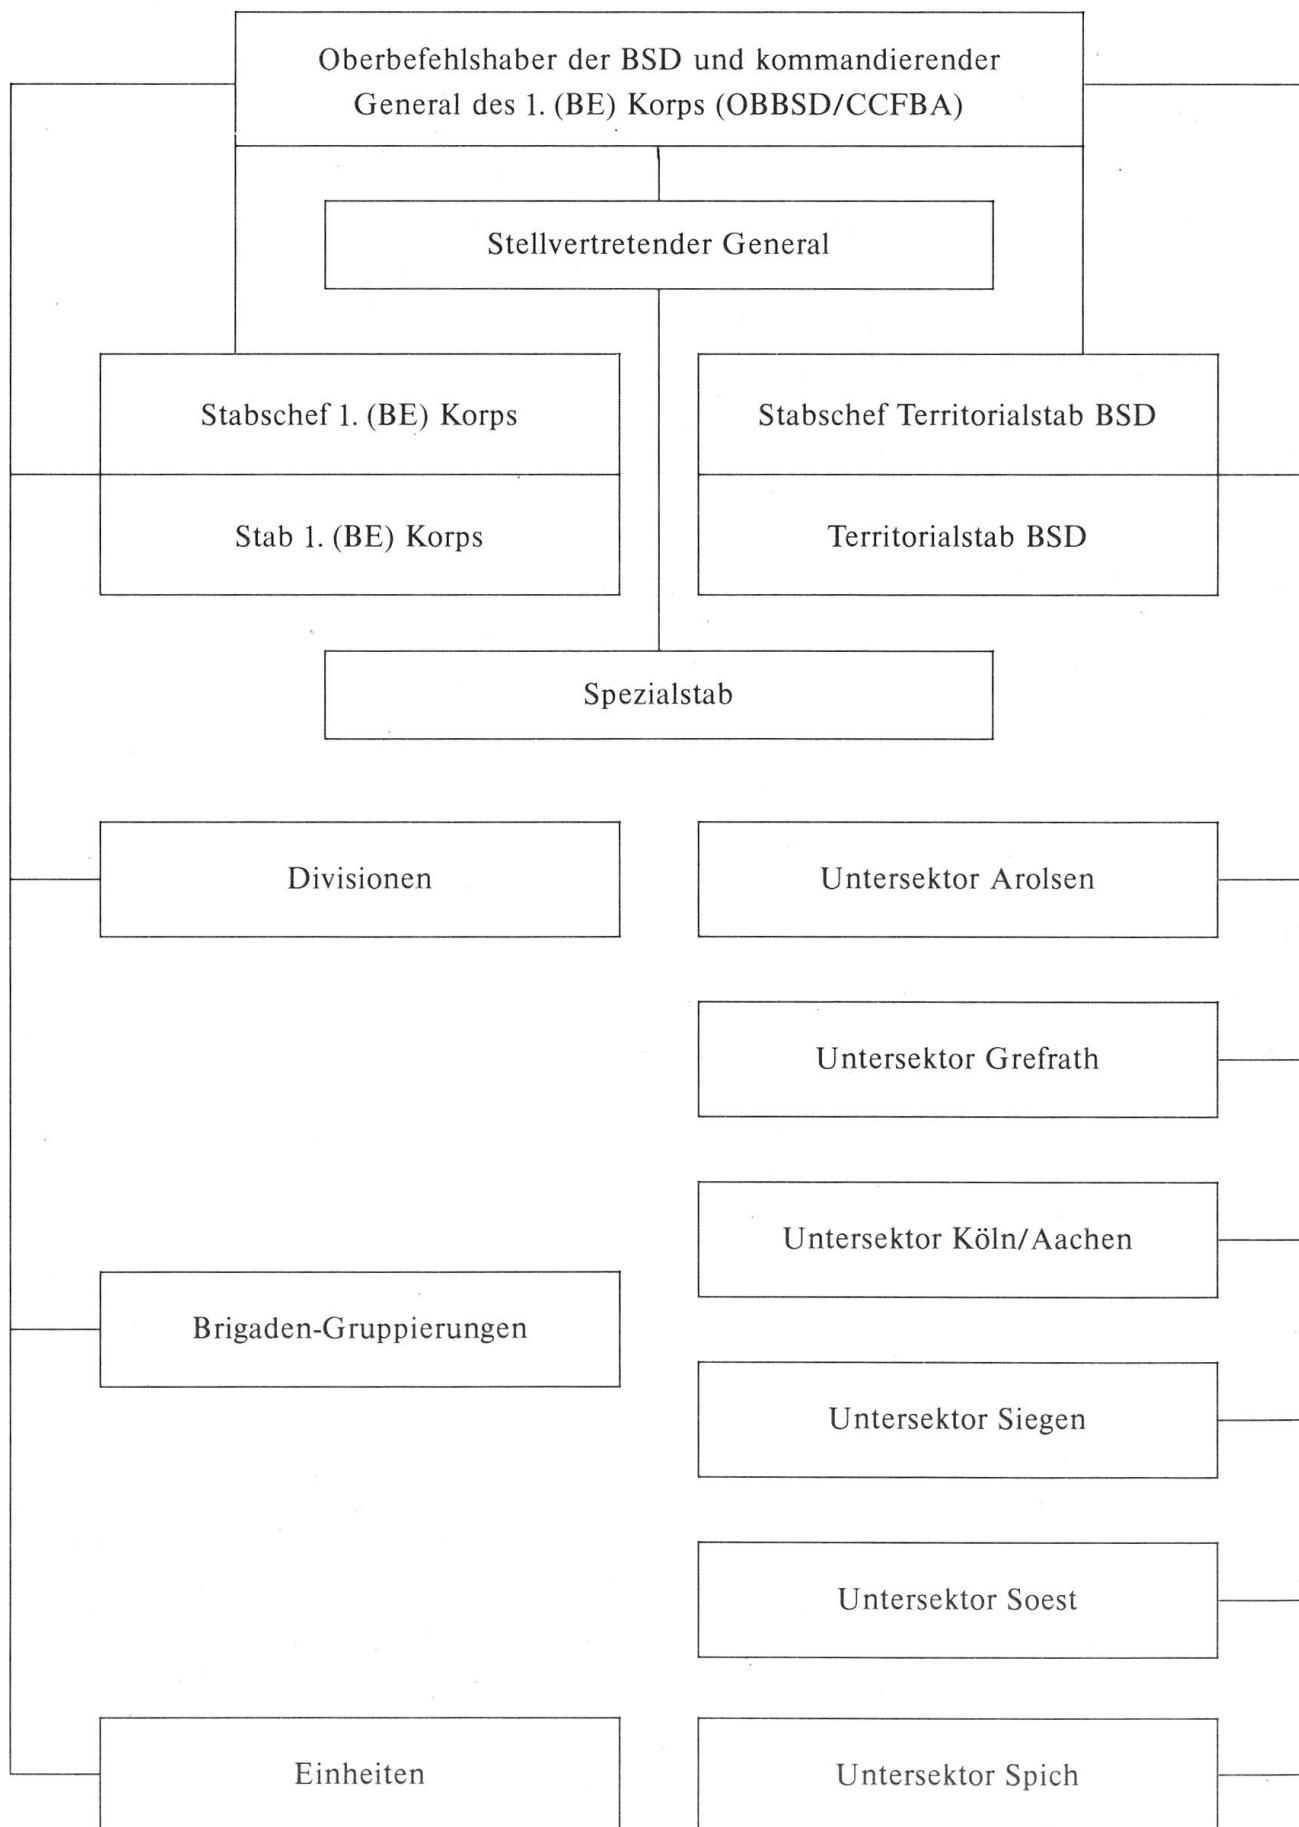 Oberbefehlshaber der BSD und kommandierender
General des 1. (BE) Korps (OBBSD/CCFBA)
Stellvertretender General
Stabschef 1. (BE) Korps
Stab 1. (BE) Korps
Stabschef Territorialstab BSD
Territorialstab BSD
Spezialstab
Divisionen
Brigaden-Gruppierungen
Einheiten
Untersektor Arolsen
Untersektor Grefrath
Untersektor Köln/Aachen
Untersektor Siegen
Untersektor Soest
Untersektor Spich